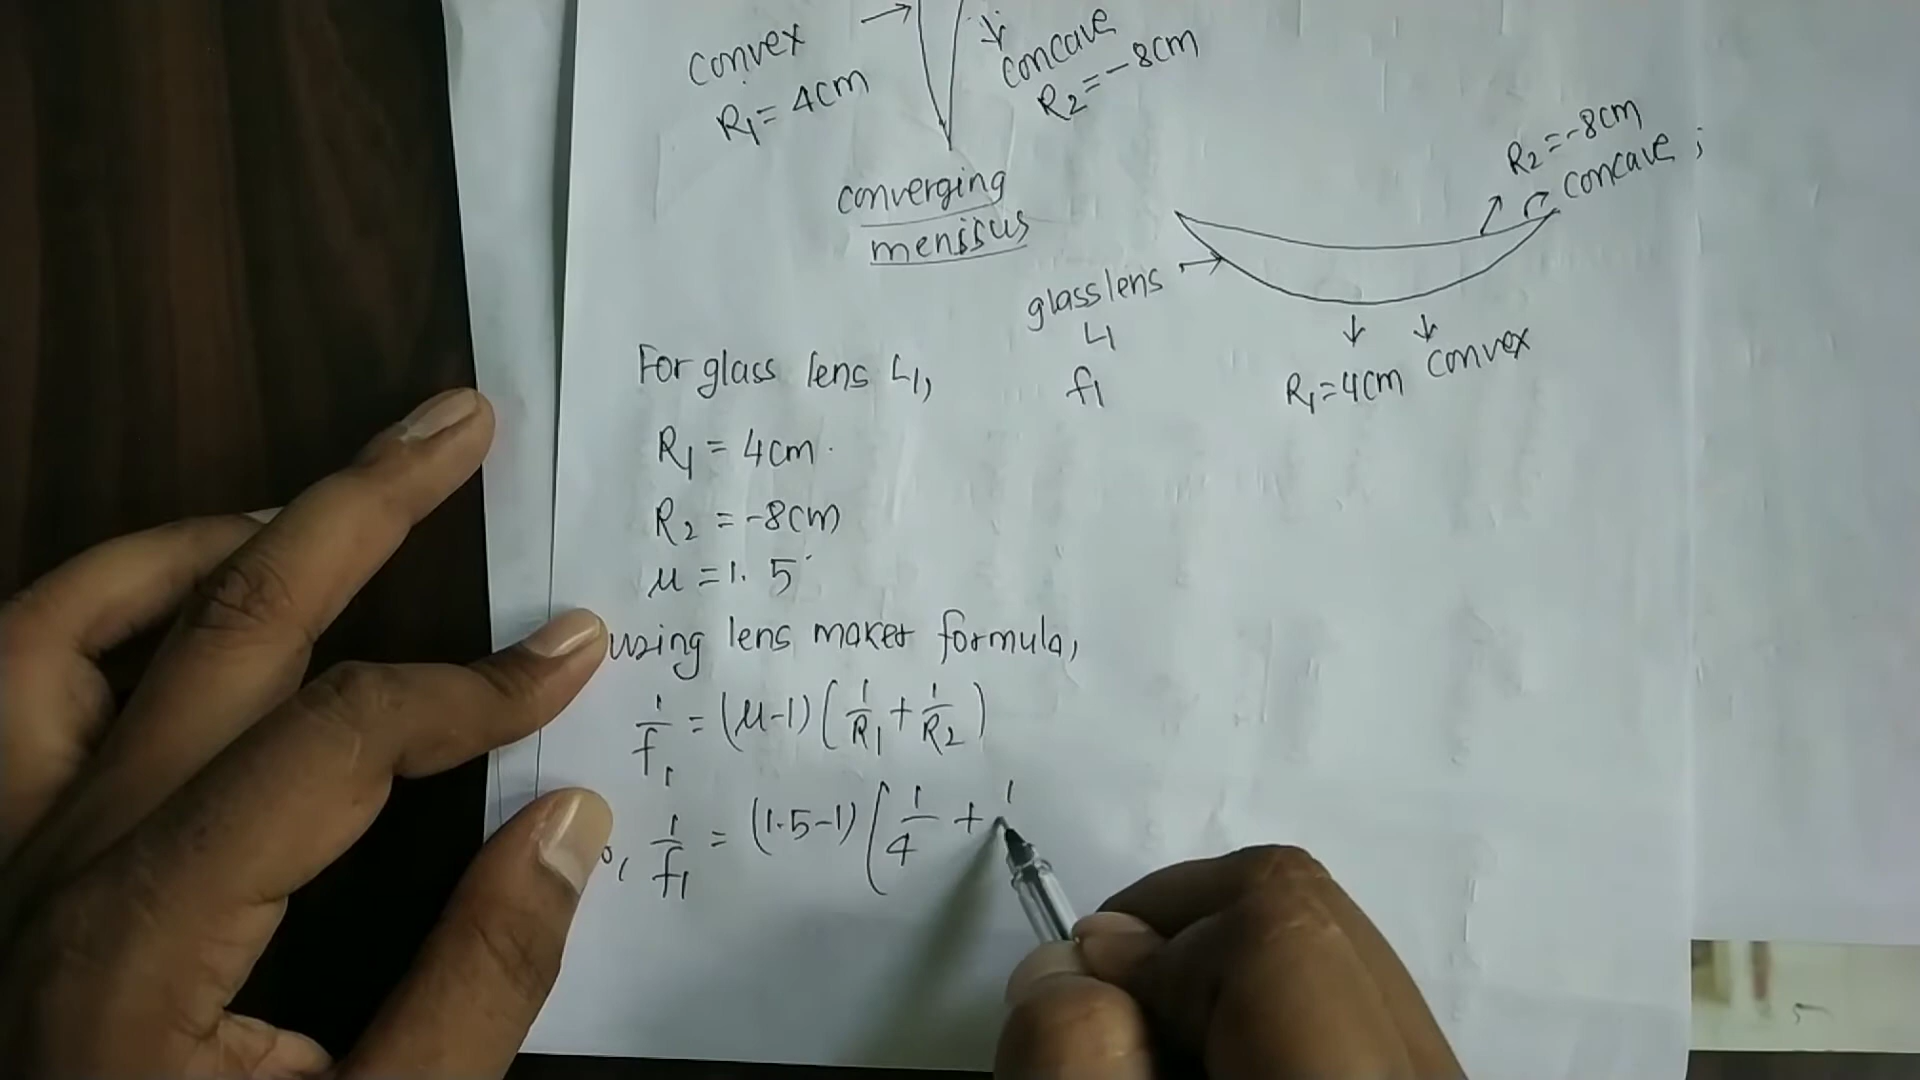 convex
R1 = 4cm
concave
R2 = -8cm
converging
menisus
R2 = -8cm
concave ;
glass lens
L1
f1
R1 = 4cm convex
For glass lens L1,
R1 = 4cm.
R2 = -8cm
μ = 1. 5
using lens maker formula,
1/f1 = (μ-1) (1/R1 + 1/R2)
or, 1/f1 = (1.5-1) (1/4 + 1